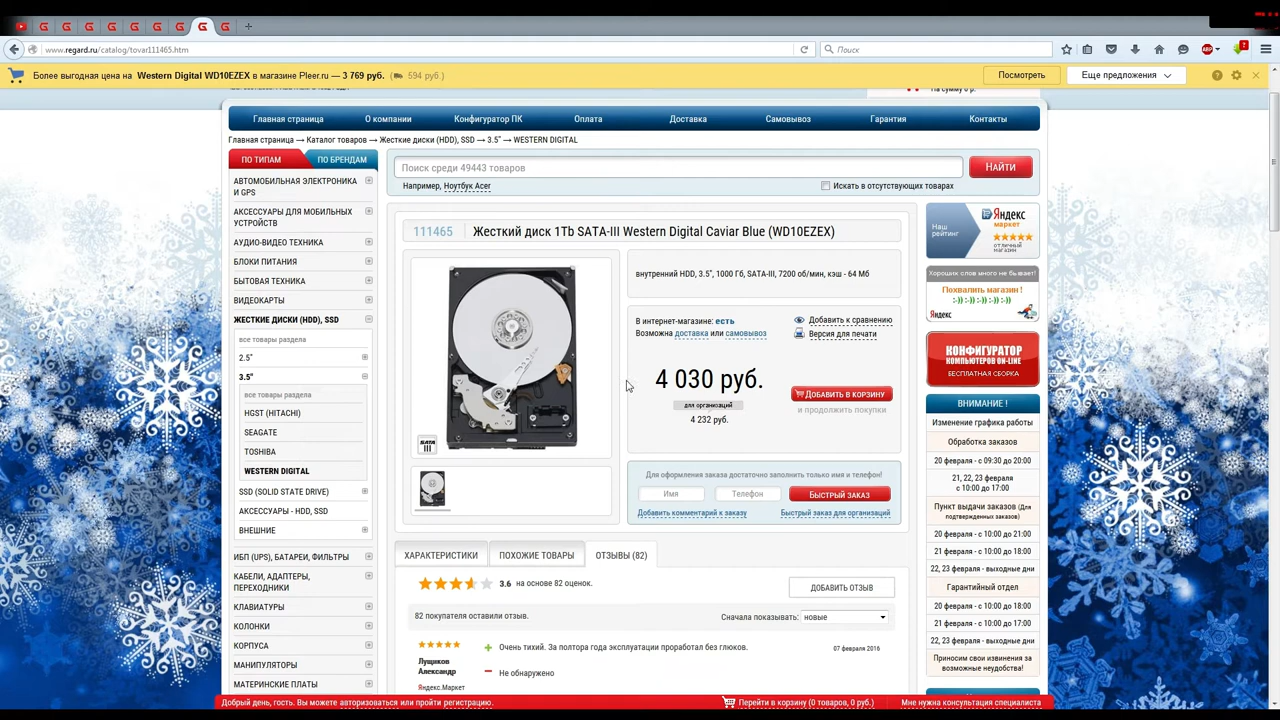 www.regard.ru/catalog/tovar111465.htm
Поиск
Более выгодная цена на Western Digital WD10EZEX в магазине Pleer.ru — 3 769 руб. ( 594 руб.)
Посмотреть
Еще предложения
Главная страница
О компании
Конфигуратор ПК
Оплата
Доставка
Самовывоз
Гарантия
Контакты
Главная страница → Каталог товаров → Жесткие диски (HDD), SSD → 3.5" → WESTERN DIGITAL
ПО ТИПАМ
ПО БРЕНДАМ
АВТОМОБИЛЬНАЯ ЭЛЕКТРОНИКА
И GPS
АКСЕССУАРЫ ДЛЯ МОБИЛЬНЫХ
УСТРОЙСТВ
АУДИО-ВИДЕО ТЕХНИКА
БЛОКИ ПИТАНИЯ
БЫТОВАЯ ТЕХНИКА
ВИДЕОКАРТЫ
ЖЕСТКИЕ ДИСКИ (HDD), SSD
все товары раздела
2.5"
3.5"
все товары раздела
HGST (HITACHI)
SEAGATE
TOSHIBA
WESTERN DIGITAL
SSD (SOLID STATE DRIVE)
АКСЕССУАРЫ - HDD, SSD
ВНЕШНИЕ
ИБП (UPS), БАТАРЕИ, ФИЛЬТРЫ
КАБЕЛИ, АДАПТЕРЫ,
ПЕРЕХОДНИКИ
КЛАВИАТУРЫ
КОЛОНКИ
КОРПУСА
МАНИПУЛЯТОРЫ
МАТЕРИНСКИЕ ПЛАТЫ
Поиск среди 49443 товаров
НАЙТИ
Например, Ноутбук Acer
Искать в отсутствующих товарах
111465
Жесткий диск 1Tb SATA-III Western Digital Caviar Blue (WD10EZEX)
SATA
III
внутренний HDD, 3.5", 1000 Гб, SATA-III, 7200 об/мин, кэш - 64 Мб
В интернет-магазине: есть
Возможна доставка или самовывоз
Добавить к сравнению
Версия для печати
4 030 руб.
для организаций
4 232 руб.
ДОБАВИТЬ В КОРЗИНУ
и продолжить покупки
Для оформления заказа достаточно заполнить только имя и телефон!
Имя
Телефон
БЫСТРЫЙ ЗАКАЗ
Добавить комментарий к заказу
Быстрый заказ для организаций
ХАРАКТЕРИСТИКИ
ПОХОЖИЕ ТОВАРЫ
ОТЗЫВЫ (82)
3.6 на основе 82 оценок.
ДОБАВИТЬ ОТЗЫВ
82 покупателя оставили отзыв.
Сначала показывать: новые
Лущиков
Александр
Яндекс.Маркет
Очень тихий. За полтора года эксплуатации проработал без глюков.
07 февраля 2016
Не обнаружено
Наш
рейтинг
Яндекс
маркет
отличный
магазин
Хороших слов много не бывает!
Похвалить магазин !
:-)) :-)) :-)) :-)) :-))
Яндекс
КОНФИГУРАТОР
КОМПЬЮТЕРОВ ON-LINE
БЕСПЛАТНАЯ СБОРКА
ВНИМАНИЕ !
Изменение графика работы
Обработка заказов
20 февраля - с 09:30 до 20:00
21, 22, 23 февраля
с 10:00 до 17:00
Пункт выдачи заказов (Для
подтвержденных заказов)
20 февраля - с 10:00 до 21:00
21 февраля - с 10:00 до 18:00
22, 23 февраля - выходные дни
Гарантийный отдел
20 февраля - с 10:00 до 18:00
21 февраля - с 10:00 до 17:00
22, 23 февраля - выходные дни
Приносим свои извинения за
возможные неудобства!
Добрый день, гость. Вы можете авторизоваться или пройти регистрацию.
Перейти в корзину (0 товаров, 0 руб.)
Мне нужна консультация специалиста